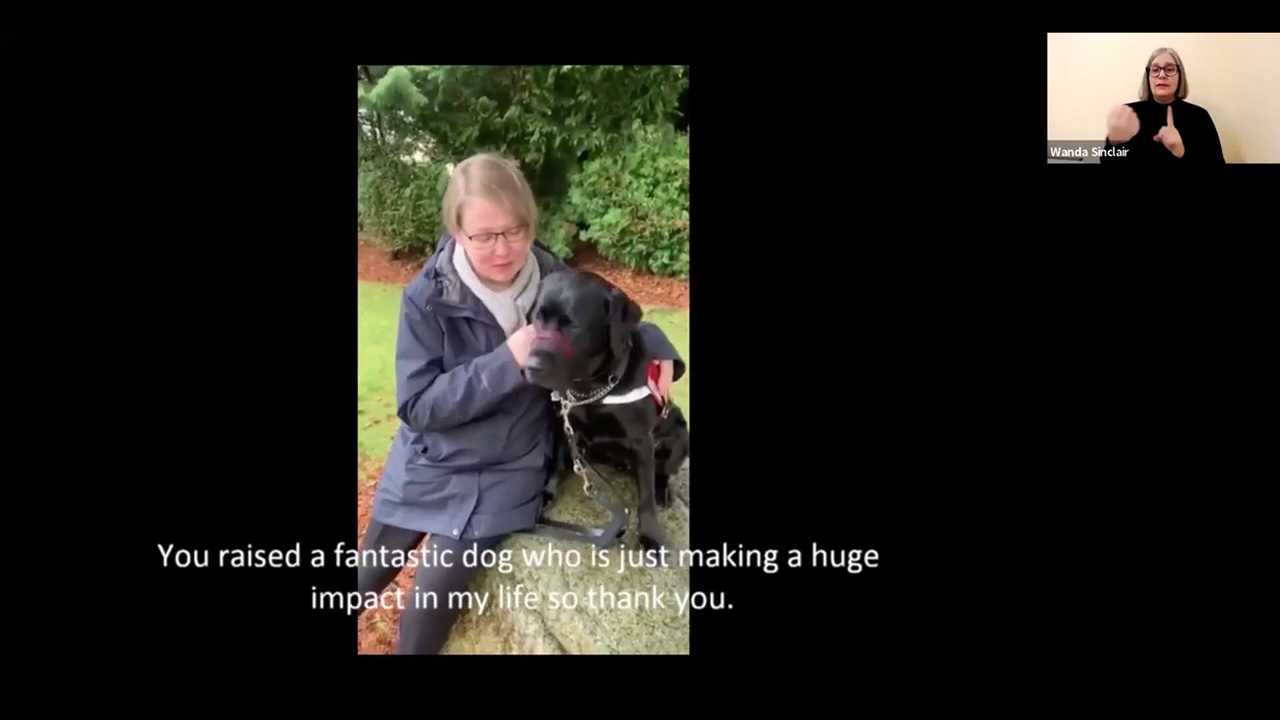 Wanda Sinclair
You raised a fantastic dog who is just making a huge
impact in my life so thank you.